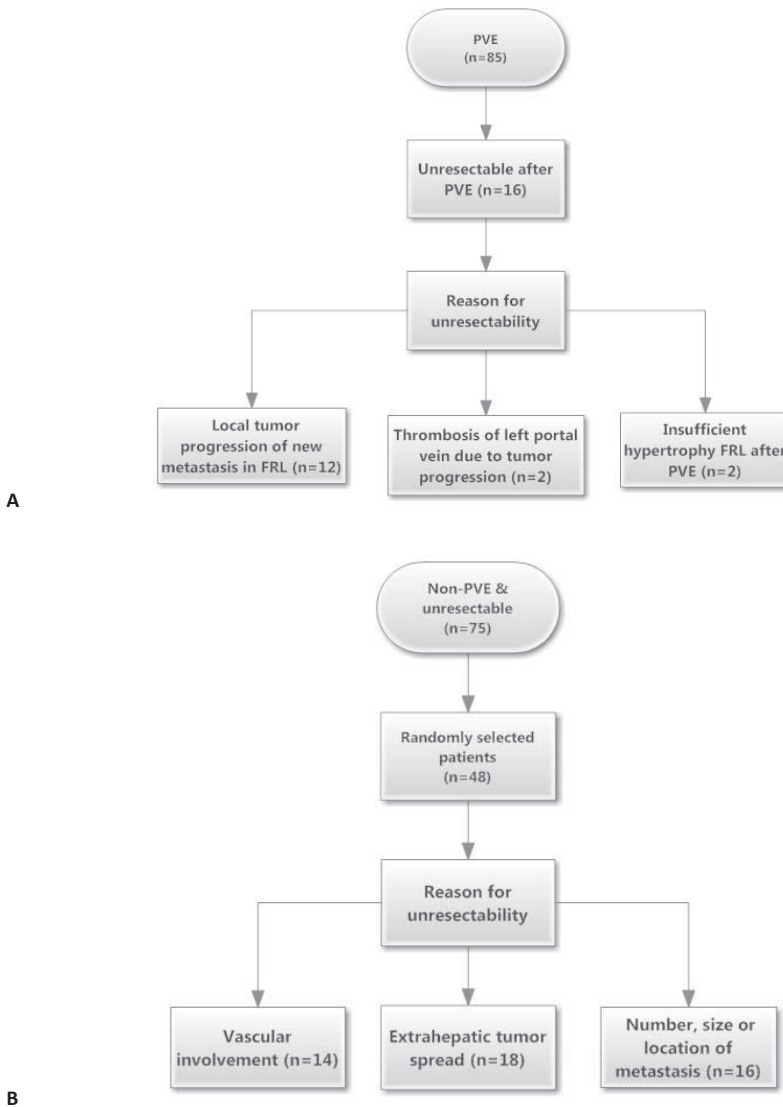 PVE
(n=85)
Unresectable after
PVE (n=16)
Reason for
unresectability
Local tumor
progression of new
metastasis in FRL (n=12)
Thrombosis of left portal
vein due to tumor
progression (n=2)
Insufficient
hypertrophy FRL after
PVE (n=2)
A
Non-PVE &
unresectable
(n=75)
Randomly selected
patients
(n=48)
Reason for
unresectability
Vascular
involvement (n=14)
Extrahepatic tumor
spread (n=18)
Number, size or
location of
metastasis (n=16)
B